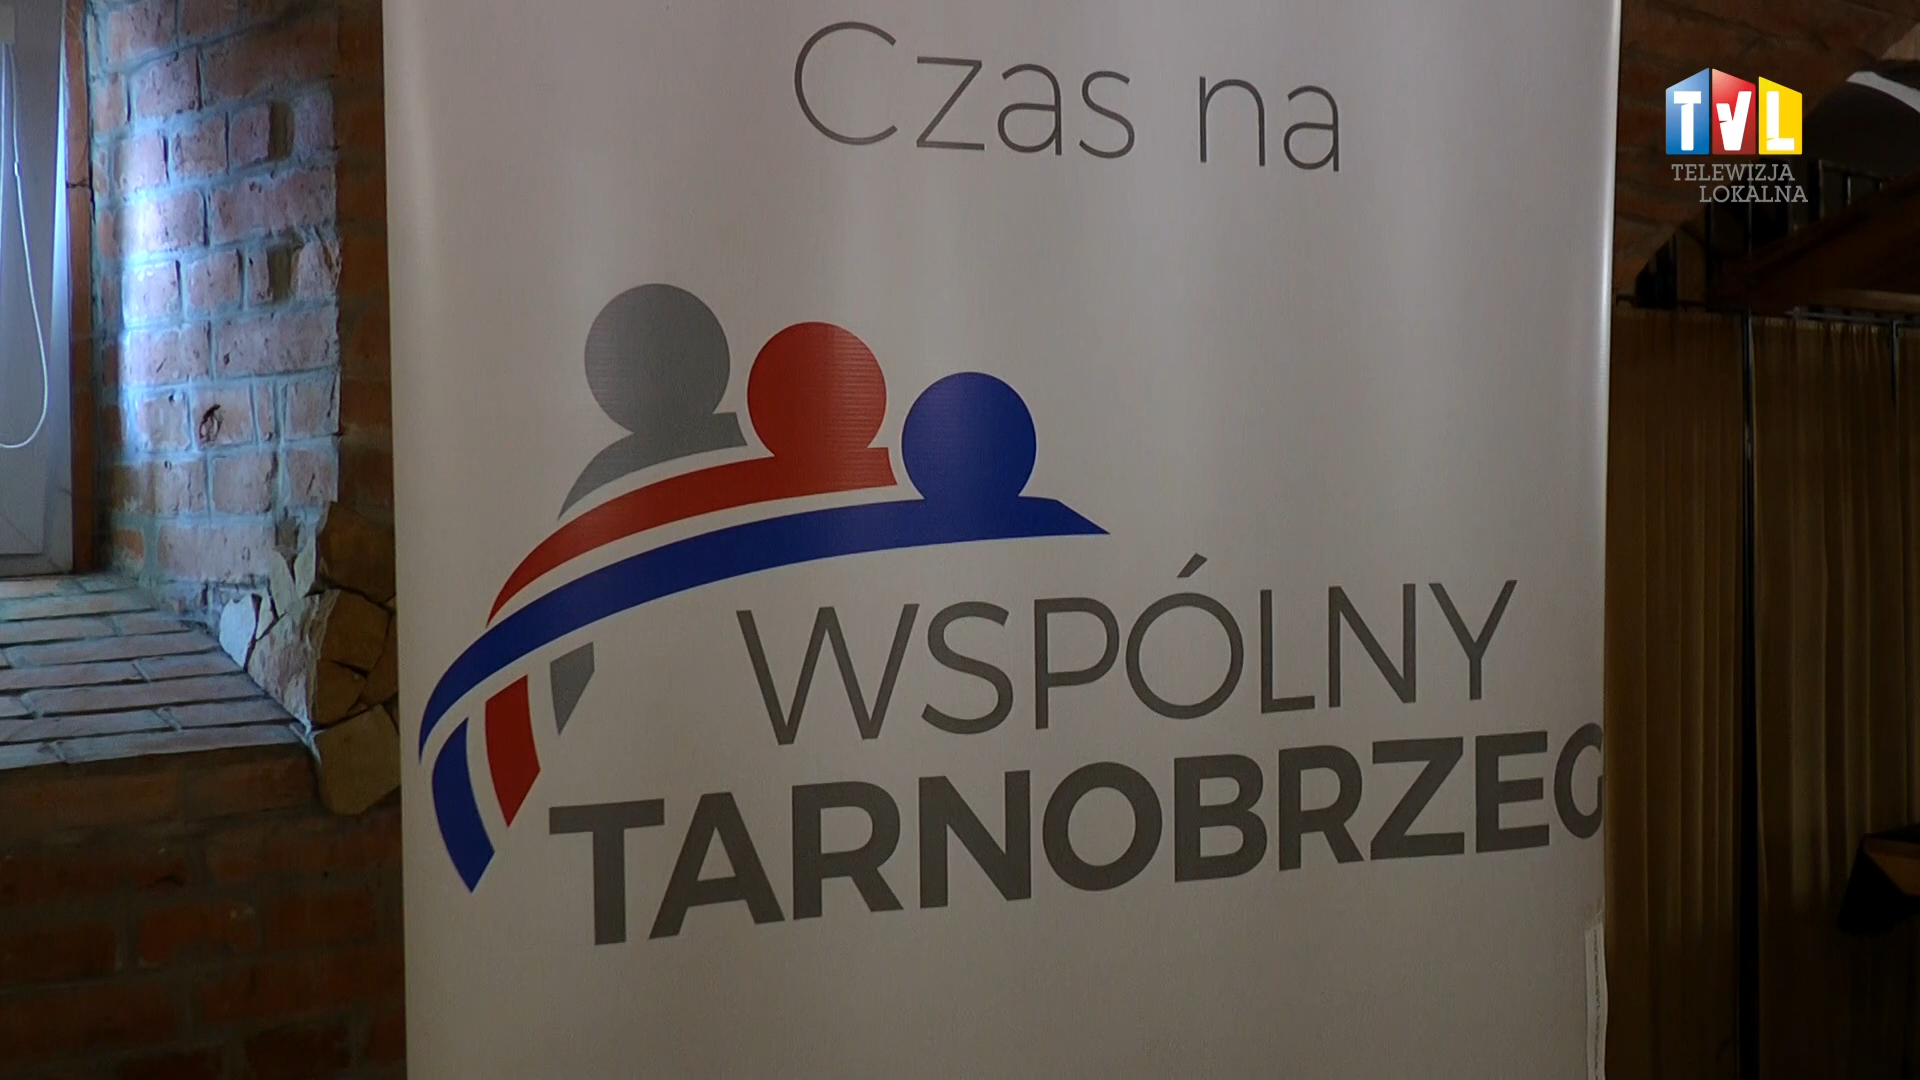 Czas na
TVL
TELEWIZJA
LOKALNA
WSPÓLNY
TARNOBRZEG